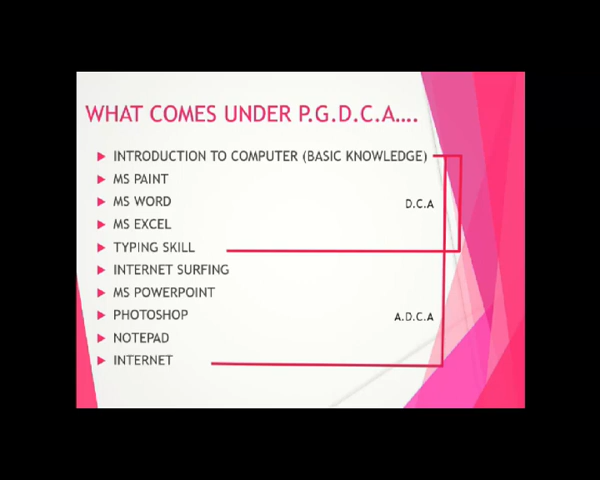 WHAT COMES UNDER P.G.D.C.A....
INTRODUCTION TO COMPUTER (BASIC KNOWLEDGE)
MS PAINT
MS WORD
D.C.A
MS EXCEL
TYPING SKILL
INTERNET SURFING
MS POWERPOINT
PHOTOSHOP
A.D.C.A
NOTEPAD
INTERNET